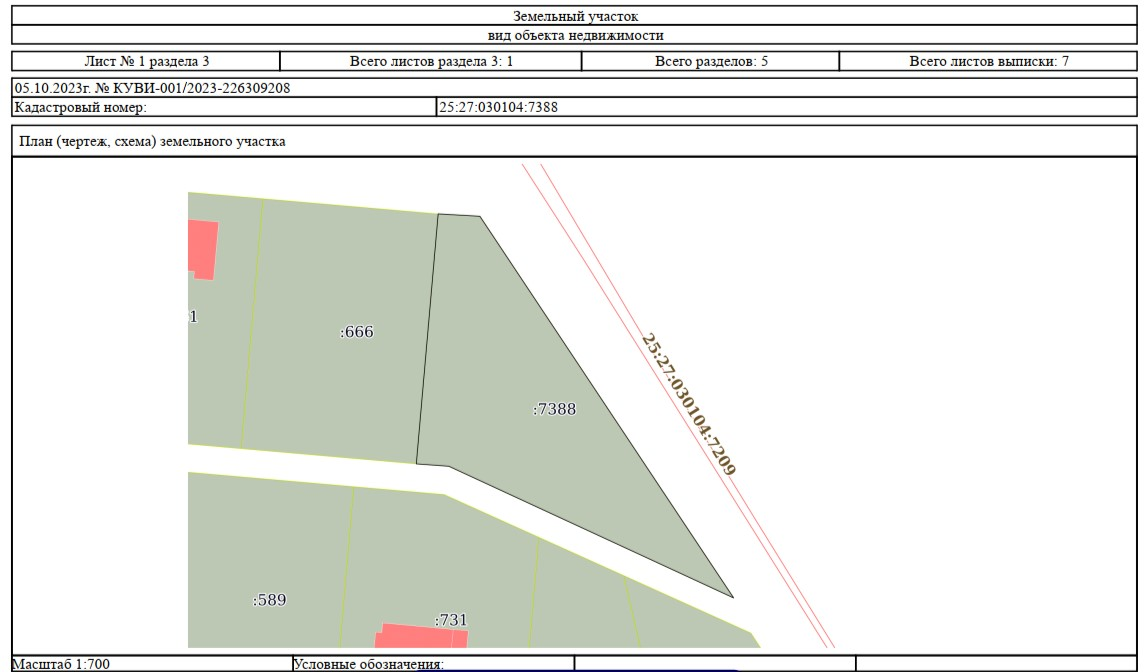 Земельный участок
вид объекта недвижимости
Лист № 1 раздела 3 Всего листов раздела 3: 1 Всего разделов: 5 Всего листов выписки: 7
05.10.2023г. № КУВИ-001/2023-226309208
Кадастровый номер: 25:27:030104:7388
План (чертеж, схема) земельного участка
1
:666
25:27:030104:7209
:7388
:589
:731
Масштаб 1:700 Условные обозначения: